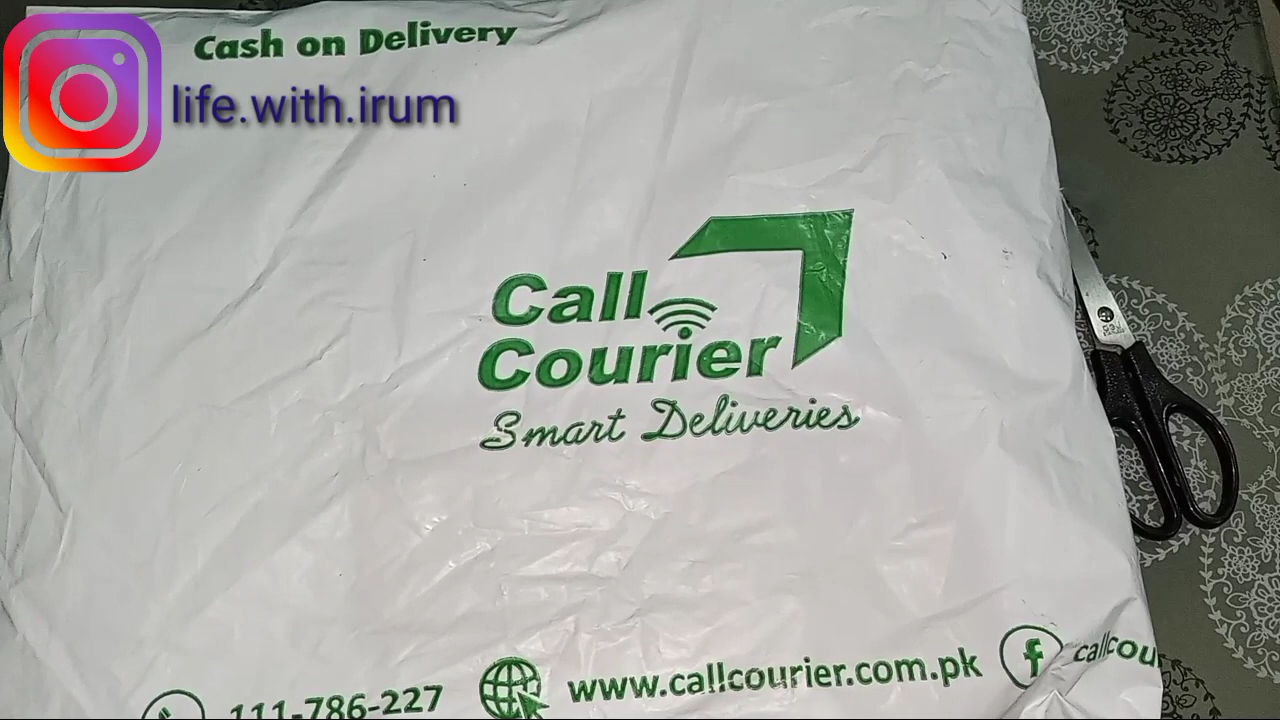 Cash on Delivery
life.with.irum
Call
Courier
Smart Deliveries
111-786-227
www.callcourier.com.pk
callcou